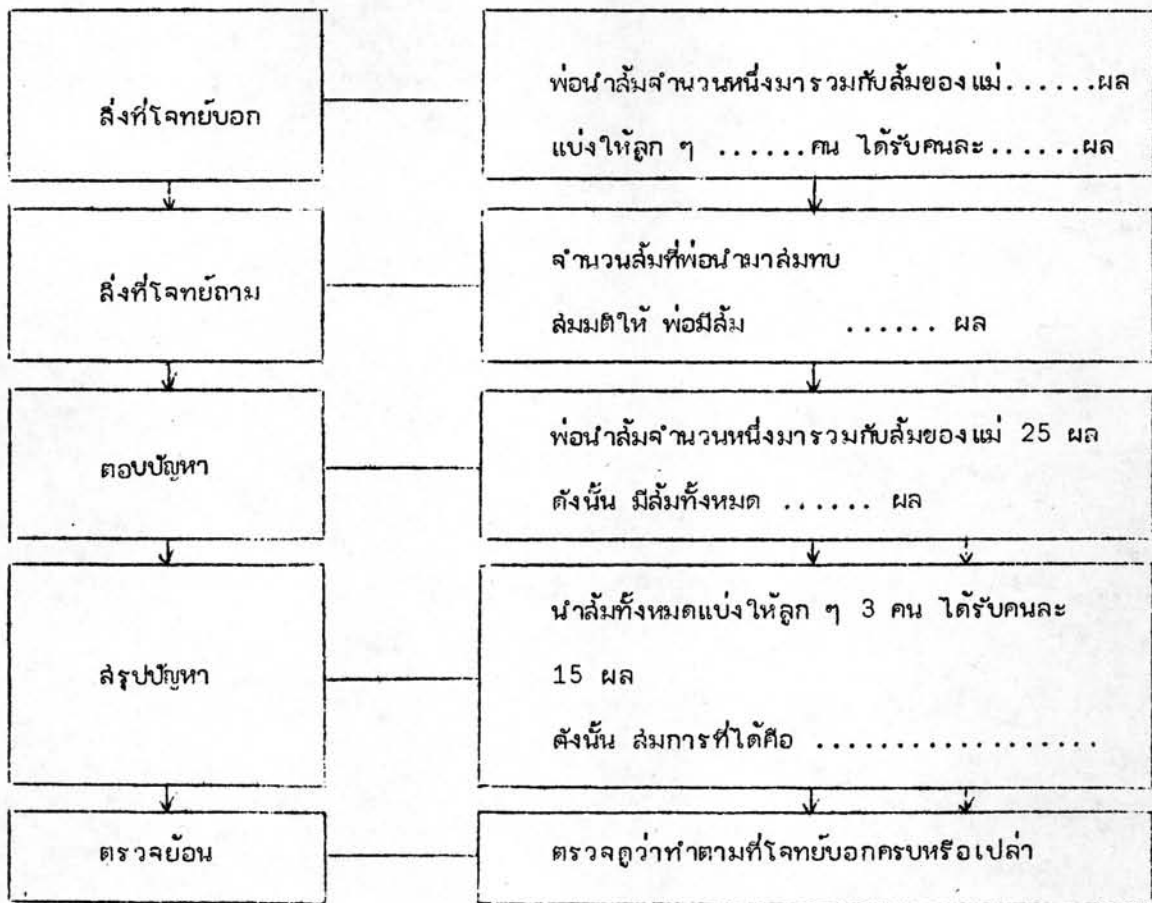 สิ่งที่โจทย์บอก
พ่อนำส้มจำนวนหนึ่งมารวมกับส้มของแม่......ผล
แบ่งให้ลูก ๆ ......คน ได้รับคนละ......ผล
สิ่งที่โจทย์ถาม
จำนวนส้มที่พ่อนำมาสมทบ
สมมติให้ พ่อมีส้ม ...... ผล
ตอบปัญหา
พ่อนำส้มจำนวนหนึ่งมารวมกับส้มของแม่ 25 ผล
ดังนั้น มีส้มทั้งหมด ...... ผล
สรุปปัญหา
นำส้มทั้งหมดแบ่งให้ลูก ๆ 3 คน ได้รับคนละ
15 ผล
ดังนั้น สมการที่ได้คือ ...................
ตรวจย้อน
ตรวจดูว่าทำตามที่โจทย์บอกครบหรือเปล่า